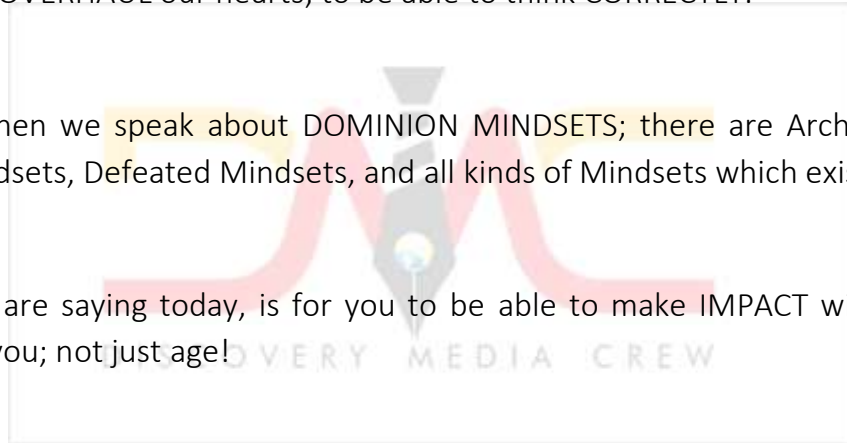 OVERHAUL our hearts, to be able to think CORRECTLY.
hen we speak about DOMINION MINDSETS; there are Arch
dsets, Defeated Mindsets, and all kinds of Mindsets which exis
are saying today, is for you to be able to make IMPACT w
you; not just age!
DISCOVERY MEDIA CREW